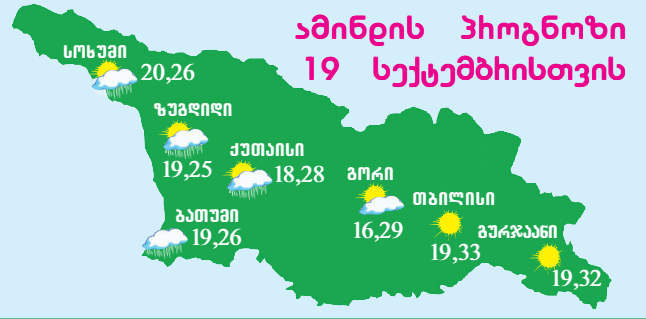 ამინდის პროგნოზი
19 სექტემბრისთვის
სოხუმი
20,26
ზუგდიდი
19,25
ქუთაისი
18,28
გორი
16,29
თბილისი
19,33
ბათუმი
19,26
გურჯაანი
19,32